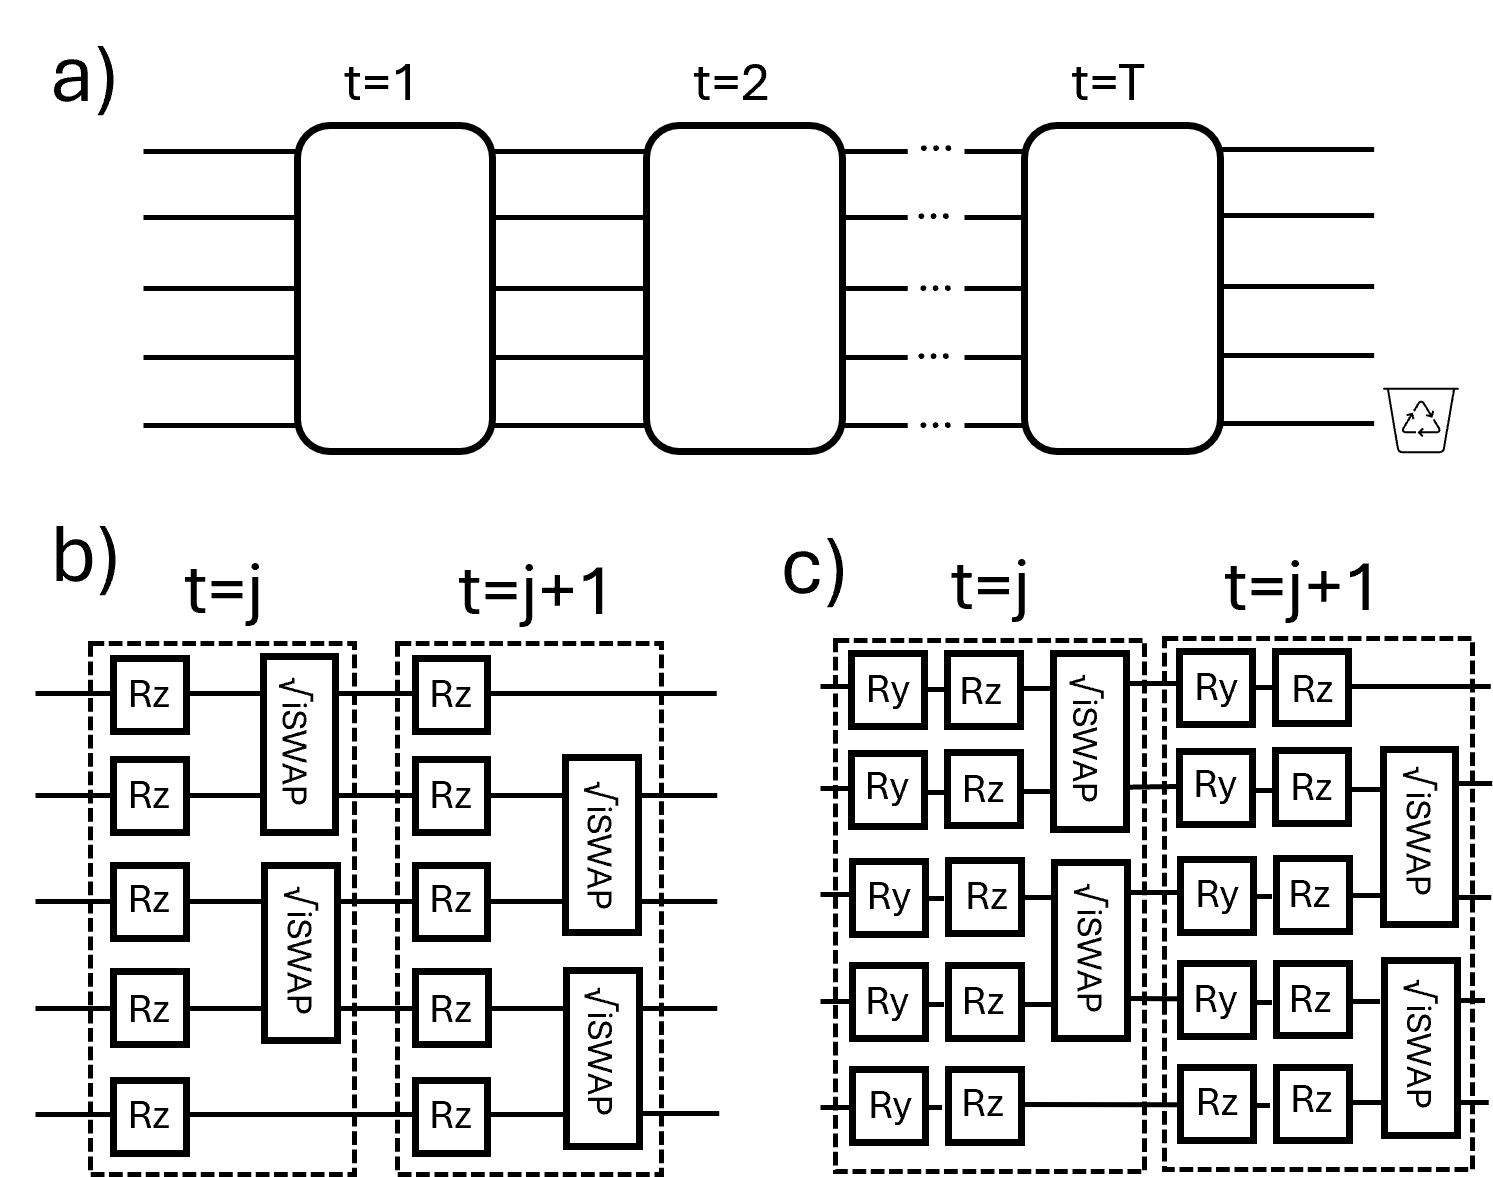 a)
t=1 t=2 t=T
... 
...
...
...
...
b)
t=j t=j+1
Rz √iSWAP Rz
Rz Rz √iSWAP
Rz √iSWAP Rz
Rz Rz √iSWAP
Rz Rz
c)
t=j t=j+1
Ry Rz √iSWAP Ry Rz
Ry Rz Ry Rz √iSWAP
Ry Rz √iSWAP Ry Rz
Ry Rz Ry Rz √iSWAP
Ry Rz Rz Rz